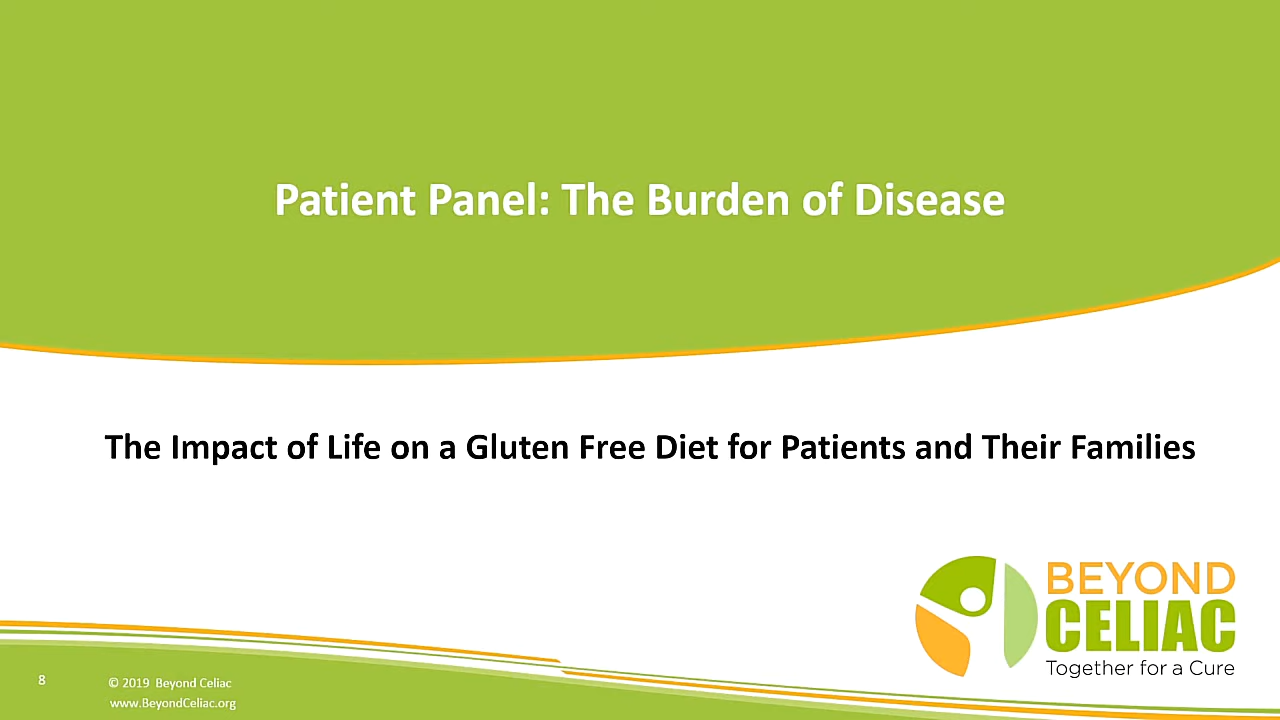 Patient Panel: The Burden of Disease
The Impact of Life on a Gluten Free Diet for Patients and Their Families
BEYOND
CELIAC
Together for a Cure
8
© 2019 Beyond Celiac
www.BeyondCeliac.org